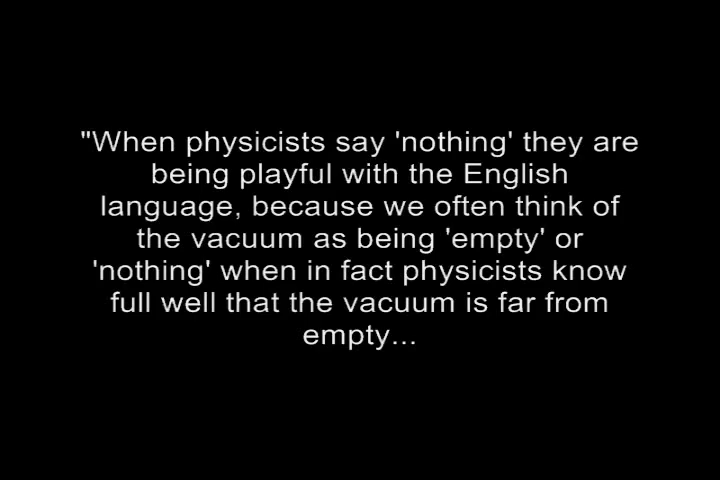 "When physicists say 'nothing' they are
being playful with the English
language, because we often think of
the vacuum as being 'empty' or
'nothing' when in fact physicists know
full well that the vacuum is far from
empty...